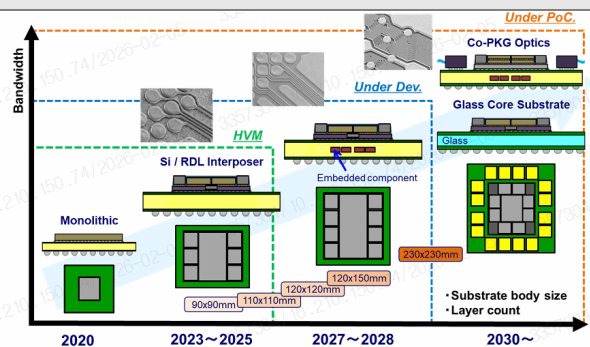 Under PoC.
Co-PKG Optics
Bandwidth
Under Dev.
Glass Core Substrate
HVM
Glass
Si / RDL Interposer
Embedded component
Monolithic
230x230mm
120x150mm
120x120mm
110x110mm
90x90mm
・Substrate body size
・Layer count
2020
2023～2025
2027～2028
2030~